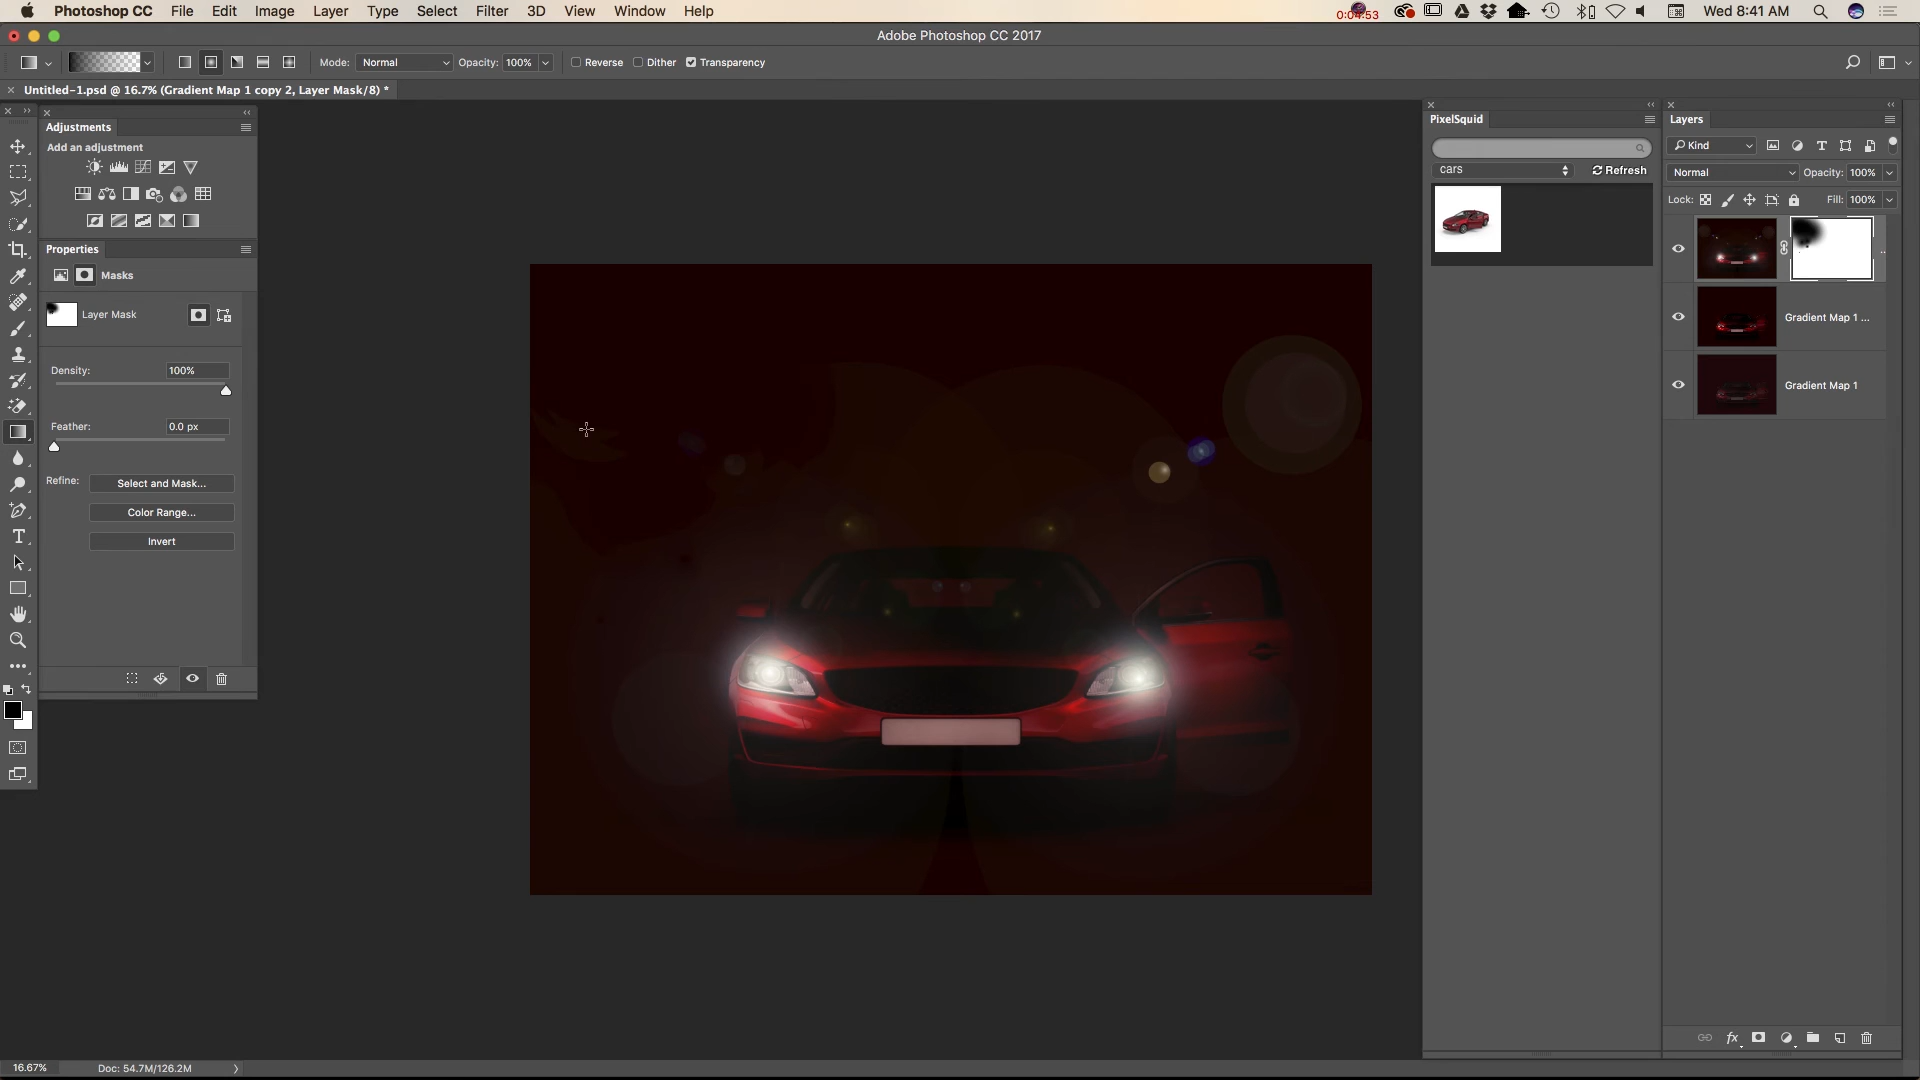 Photoshop CC File Edit Image Layer Type Select Filter 3D View Window Help
0:04:53
Wed 8:41 AM
Adobe Photoshop CC 2017
Mode: Normal Opacity: 100% Reverse Dither Transparency
Untitled-1.psd @ 16.7% (Gradient Map 1 copy 2, Layer Mask/8) *
Adjustments
Add an adjustment
Properties
Masks
Layer Mask
Density: 100%
Feather: 0.0 px
Refine: Select and Mask...
Color Range...
Invert
PixelSquid
cars
Refresh
Layers
Kind
Normal Opacity: 100%
Lock: Fill: 100%
Gradient Map 1 ...
Gradient Map 1
16.67% Doc: 54.7M/126.2M